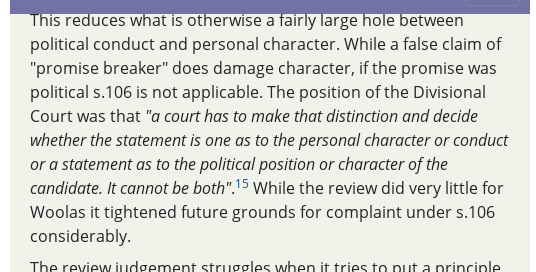 This reduces what is otherwise a fairly large hole between
political conduct and personal character. While a false claim of
"promise breaker" does damage character, if the promise was
political s.106 is not applicable. The position of the Divisional
Court was that "a court has to make that distinction and decide
whether the statement is one as to the personal character or conduct
or a statement as to the political position or character of the
candidate. It cannot be both".15 While the review did very little for
Woolas it tightened future grounds for complaint under s.106
considerably.
The review judgement struggles when it tries to put a principle